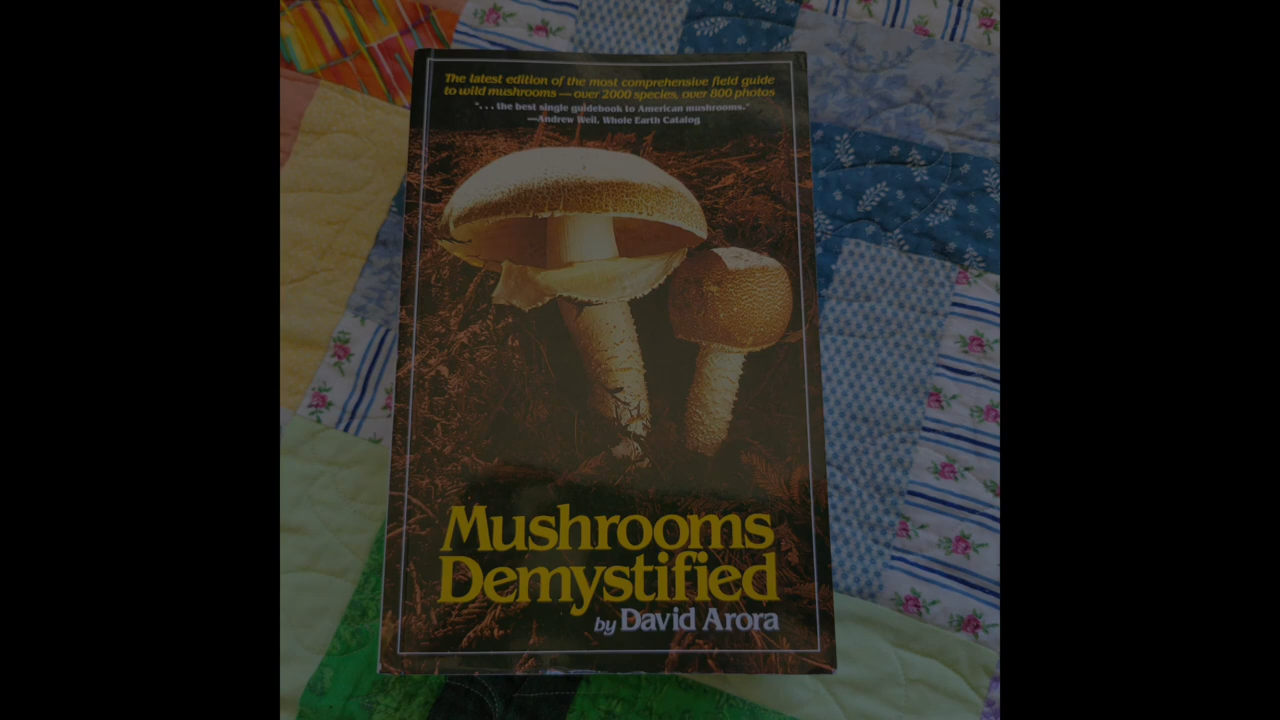 The latest edition of the most comprehensive field guide
to wild mushrooms — over 2000 species, over 800 photos
". . . the best single guidebook to American mushrooms."
—Andrew Weil, Whole Earth Catalog
Mushrooms
Demystified
by David Arora